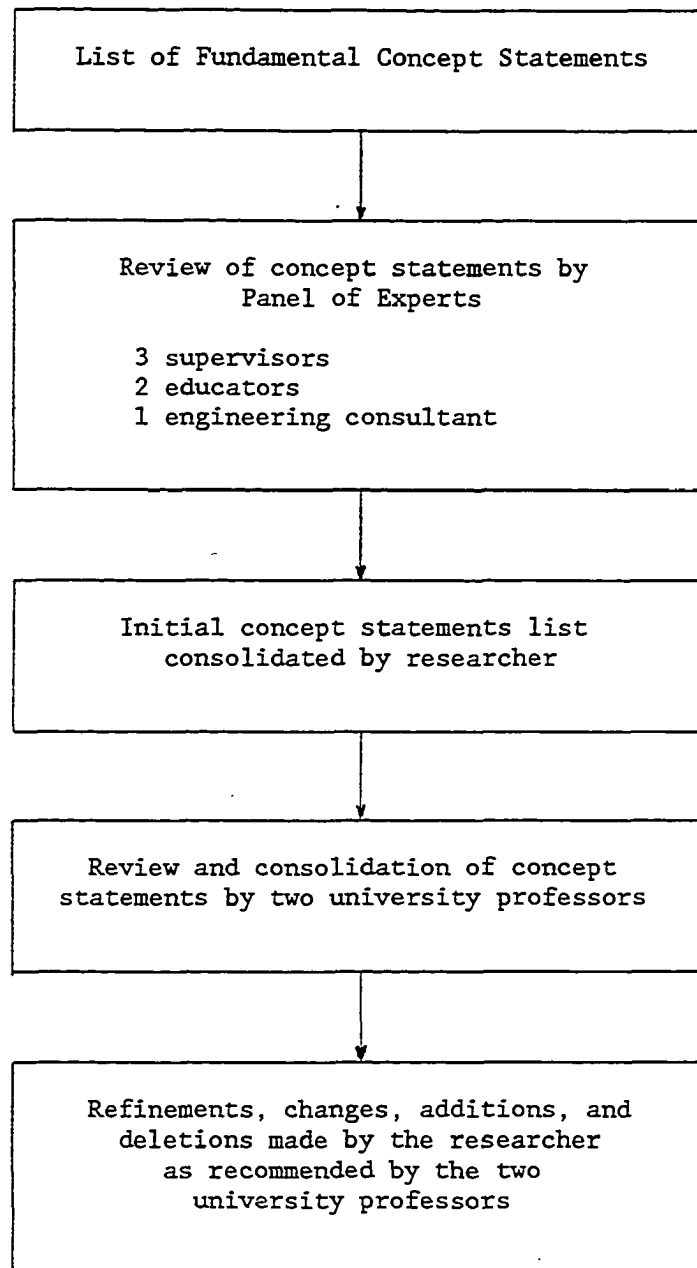 List of Fundamental Concept Statements
Review of concept statements by
Panel of Experts
3 supervisors
2 educators
1 engineering consultant
Initial concept statements list
consolidated by researcher
Review and consolidation of concept
statements by two university professors
Refinements, changes, additions, and
deletions made by the researcher
as recommended by the two
university professors